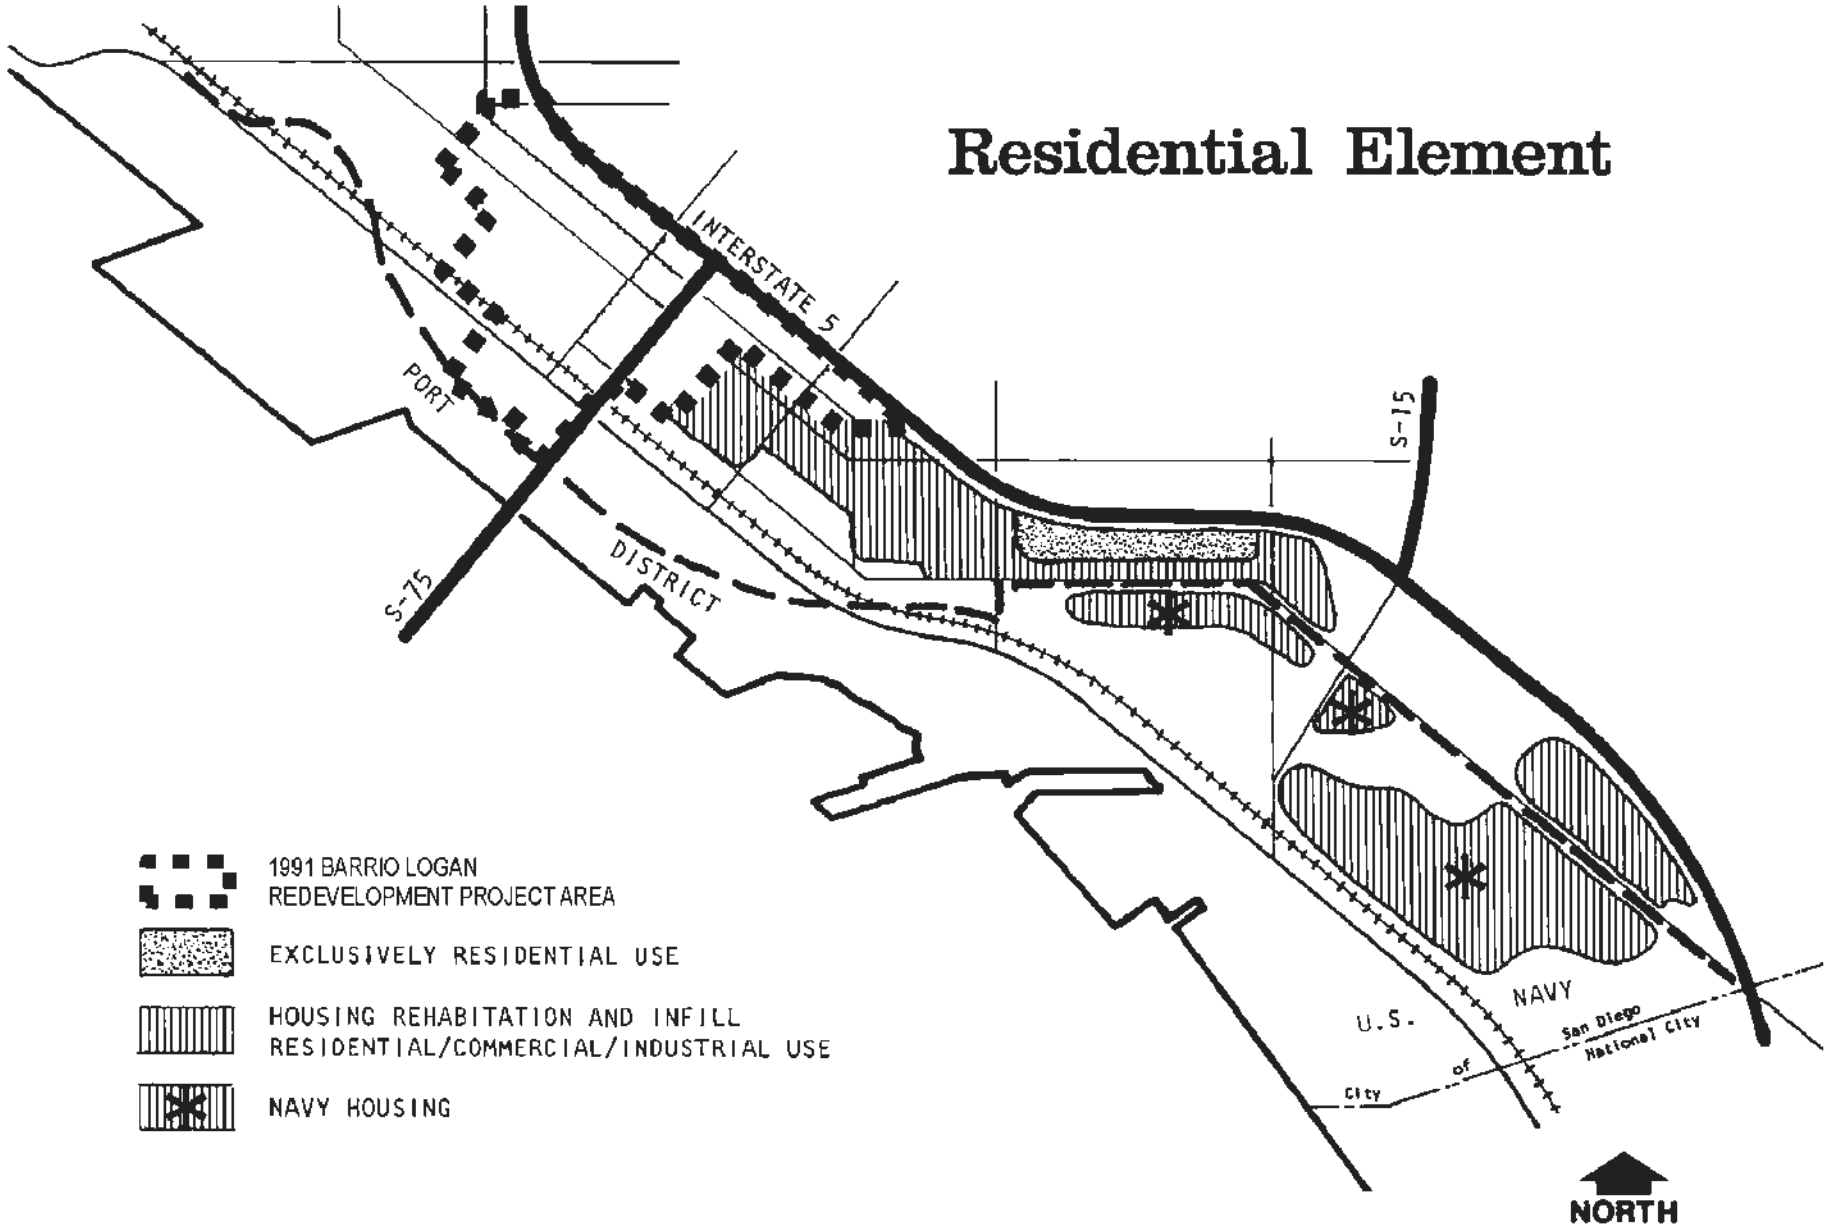 Residential Element
INTERSTATE 5
S-15
PORT
DISTRICT
S-75
1991 BARRIO LOGAN
REDEVELOPMENT PROJECT AREA
EXCLUSIVELY RESIDENTIAL USE
HOUSING REHABITATION AND INFILL
RESIDENTIAL/COMMERCIAL/INDUSTRIAL USE
NAVY HOUSING
U.S. NAVY
San Diego
City of National City
NORTH